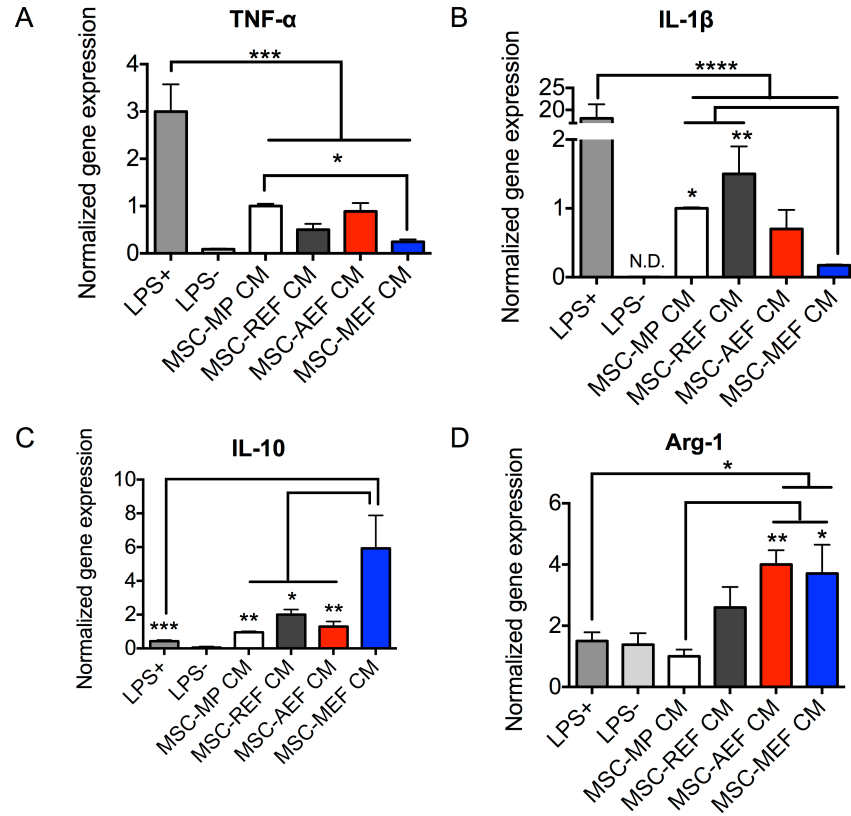 A
TNF-α
Normalized gene expression
4
3
2
1
0
***
*
LPS+
LPS-
MSC-MP CM
MSC-REF CM
MSC-AEF CM
MSC-MEF CM
B
IL-1β
Normalized gene expression
25
20
2
1
0
****
**
*
N.D.
LPS+
LPS-
MSC-MP CM
MSC-REF CM
MSC-AEF CM
MSC-MEF CM
C
IL-10
Normalized gene expression
10
8
6
4
2
0
***
**
*
**
LPS+
LPS-
MSC-MP CM
MSC-REF CM
MSC-AEF CM
MSC-MEF CM
D
Arg-1
Normalized gene expression
6
4
2
0
*
**
*
LPS+
LPS-
MSC-MP CM
MSC-REF CM
MSC-AEF CM
MSC-MEF CM